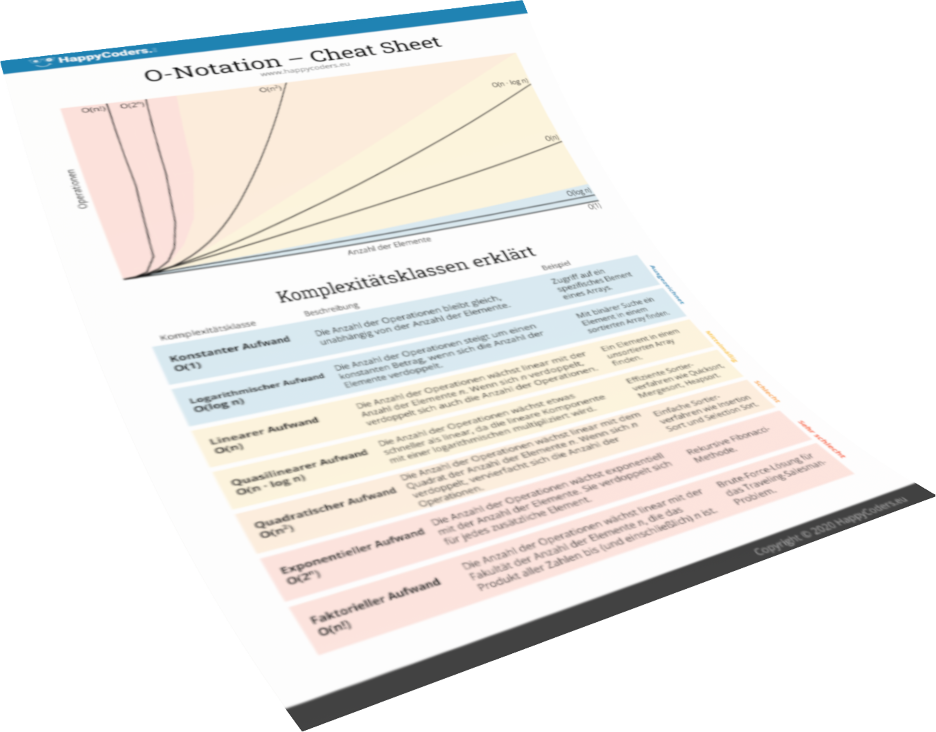 HappyCoders.eu
O-Notation – Cheat Sheet
www.happycoders.eu
O(n!)
O(2ⁿ)
O(n²)
O(n · log n)
O(n)
O(log n)
O(1)
Operationen
Anzahl der Elemente
Komplexitätsklassen erklärt
Komplexitätsklasse
Beschreibung
Beispiel
Konstanter Aufwand
O(1)
Die Anzahl der Operationen bleibt gleich,
unabhängig von der Anzahl der Elemente.
Zugriff auf ein
spezifisches Element
eines Arrays.
Logarithmischer Aufwand
O(log n)
Die Anzahl der Operationen steigt um einen
konstanten Betrag, wenn sich die Anzahl der
Elemente verdoppelt.
Mit binärer Suche ein
Element in einem
sortierten Array finden.
Linearer Aufwand
O(n)
Die Anzahl der Operationen wächst linear mit der
Anzahl der Elemente n. Wenn sich n verdoppelt,
verdoppelt sich auch die Anzahl der Operationen.
Ein Element in einem
unsortierten Array
finden.
Quasilinearer Aufwand
O(n · log n)
Die Anzahl der Operationen wächst etwas
schneller als linear, da die lineare Komponente
mit einer logarithmischen multipliziert wird.
Effiziente Sortier-
verfahren wie Quicksort,
Mergesort, Heapsort.
Quadratischer Aufwand
O(n²)
Die Anzahl der Operationen wächst linear mit dem
Quadrat der Anzahl der Elemente n. Wenn sich n
verdoppelt, vervierfacht sich die Anzahl der
Operationen.
Einfache Sortier-
verfahren wie Insertion
Sort und Selection Sort.
Exponentieller Aufwand
O(2ⁿ)
Die Anzahl der Operationen wächst exponentiell
mit der Anzahl der Elemente. Sie verdoppelt sich
für jedes zusätzliche Element.
Rekursive Fibonacci-
Methode.
Faktorieller Aufwand
O(n!)
Die Anzahl der Operationen wächst linear mit der
Fakultät der Anzahl der Elemente n, die das
Produkt aller Zahlen bis (und einschließlich) n ist.
Brute-Force-Lösung für
das Traveling-Salesman-
Problem.
Copyright © 2020 HappyCoders.eu